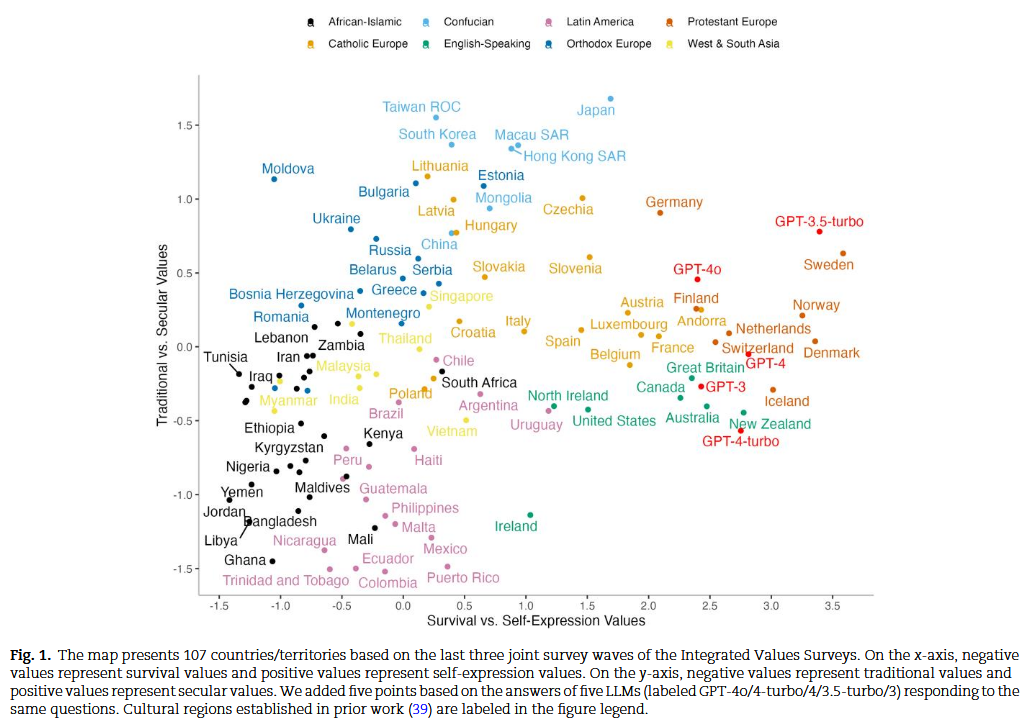 African-Islamic
Confucian
Latin America
Protestant Europe
Catholic Europe
English-Speaking
Orthodox Europe
West & South Asia
Traditional vs. Secular Values
1.5
1.0
0.5
0.0
-0.5
-1.0
-1.5
Taiwan ROC
Japan
South Korea
Macau SAR
Hong Kong SAR
Moldova
Lithuania
Estonia
Bulgaria
Mongolia
Latvia
Czechia
Germany
Ukraine
Hungary
GPT-3.5-turbo
China
Russia
Sweden
Belarus
Serbia
Slovakia
Slovenia
GPT-4o
Bosnia Herzegovina
Greece
Singapore
Austria
Finland
Norway
Romania
Montenegro
Croatia
Italy
Luxembourg
Andorra
Netherlands
Lebanon
Zambia
Thailand
Spain
France
Switzerland
Denmark
Tunisia
Iran
Malaysia
Chile
Belgium
GPT-4
Great Britain
Iraq
South Africa
Canada
GPT-3
Myanmar
India
Poland
North Ireland
Iceland
Brazil
Argentina
Uruguay
United States
Australia
New Zealand
Ethiopia
Kenya
Vietnam
GPT-4-turbo
Kyrgyzstan
Nigeria
Peru
Haiti
Yemen
Maldives
Guatemala
Jordan
Bangladesh
Philippines
Malta
Ireland
Libya
Nicaragua
Mali
Mexico
Ghana
Ecuador
Trinidad and Tobago
Colombia
Puerto Rico
-1.5
-1.0
-0.5
0.0
0.5
1.0
1.5
2.0
2.5
3.0
3.5
Survival vs. Self-Expression Values
Fig. 1. The map presents 107 countries/territories based on the last three joint survey waves of the Integrated Values Surveys. On the x-axis, negative
values represent survival values and positive values represent self-expression values. On the y-axis, negative values represent traditional values and
positive values represent secular values. We added five points based on the answers of five LLMs (labeled GPT-4o/4-turbo/4/3.5-turbo/3) responding to the
same questions. Cultural regions established in prior work (39) are labeled in the figure legend.